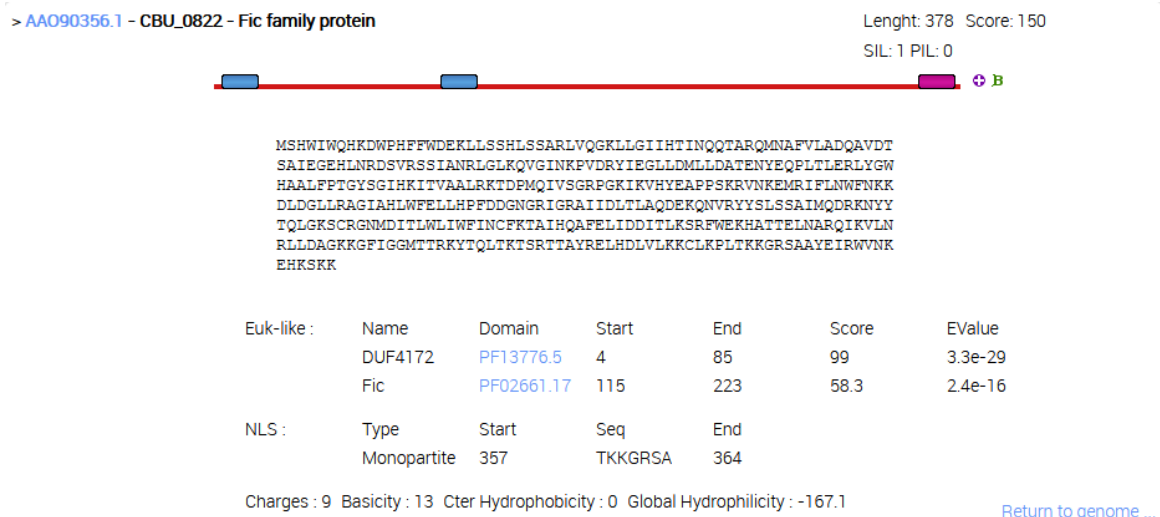 > AAO90356.1 - CBU_0822 - Fic family protein
Lenght: 378 Score: 150
SIL: 1 PIL: 0
B
MSHWIWQHKDWPHFFWDEKLLSSHLSSARLVQGKLLGIIHTINQQTARQMNAFVLADQAVDT
SAIEGEHLNRDSVRSSIANRLGLKQVGINKPVDRYIEGLLDMLLDATENYEQPLTLERLYGW
HAALFPTGYSGIHKITVAALRKTDPMQIVSGRPGKIKVHYEAPPSKRVNKEMRIFLNWFNKK
DLDGLLRAGIAHLWFELLHPFDDGNGRIGRAIIDLTLAQDEKQNVRYYSLSSAIMQDRKNYY
TQLGKSCRGNMDITLWLIWFINCFKTAIHQAFELIDDITLKSRFWEKHATTELNARQIKVLN
RLLDAGKKGFIGGMTTRKYTQLTKTSRTTAYRELHDLVLKKCLKPLTKKGRSAAYEIRWVNK
EHKSKK
Euk-like : Name Domain Start End Score EValue
DUF4172 PF13776.5 4 85 99 3.3e-29
Fic PF02661.17 115 223 58.3 2.4e-16
NLS : Type Start Seq End
Monopartite 357 TKKGRSA 364
Charges : 9 Basicity : 13 Cter Hydrophobicity : 0 Global Hydrophilicity : -167.1
Return to genome ...